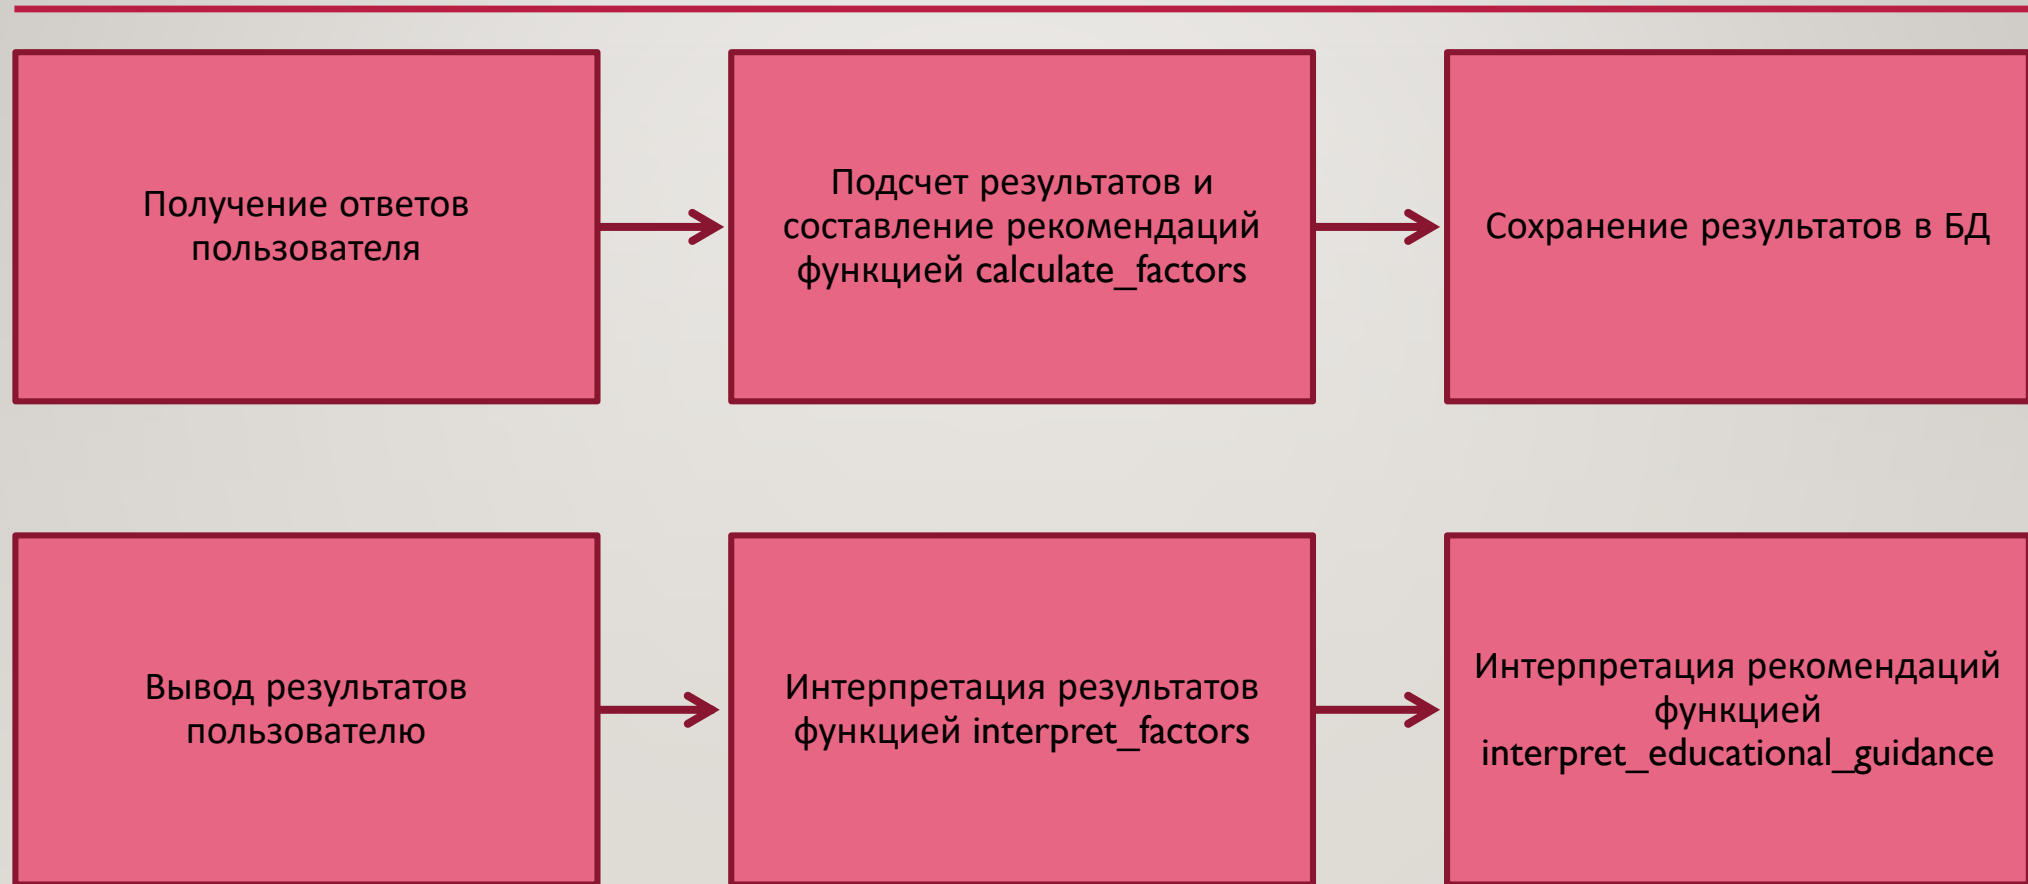 Получение ответов
пользователя
Подсчет результатов и
составление рекомендаций
функцией calculate_factors
Сохранение результатов в БД
Вывод результатов
пользователю
Интерпретация результатов
функцией interpret_factors
Интерпретация рекомендаций
функцией
interpret_educational_guidance